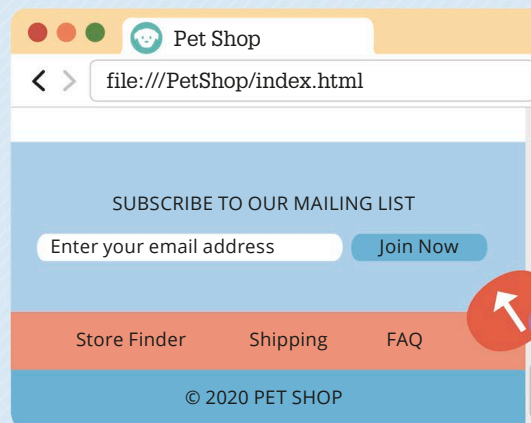 Pet Shop
file:///PetShop/index.html
SUBSCRIBE TO OUR MAILING LIST
Enter your email address Join Now
Store Finder Shipping FAQ
© 2020 PET SHOP